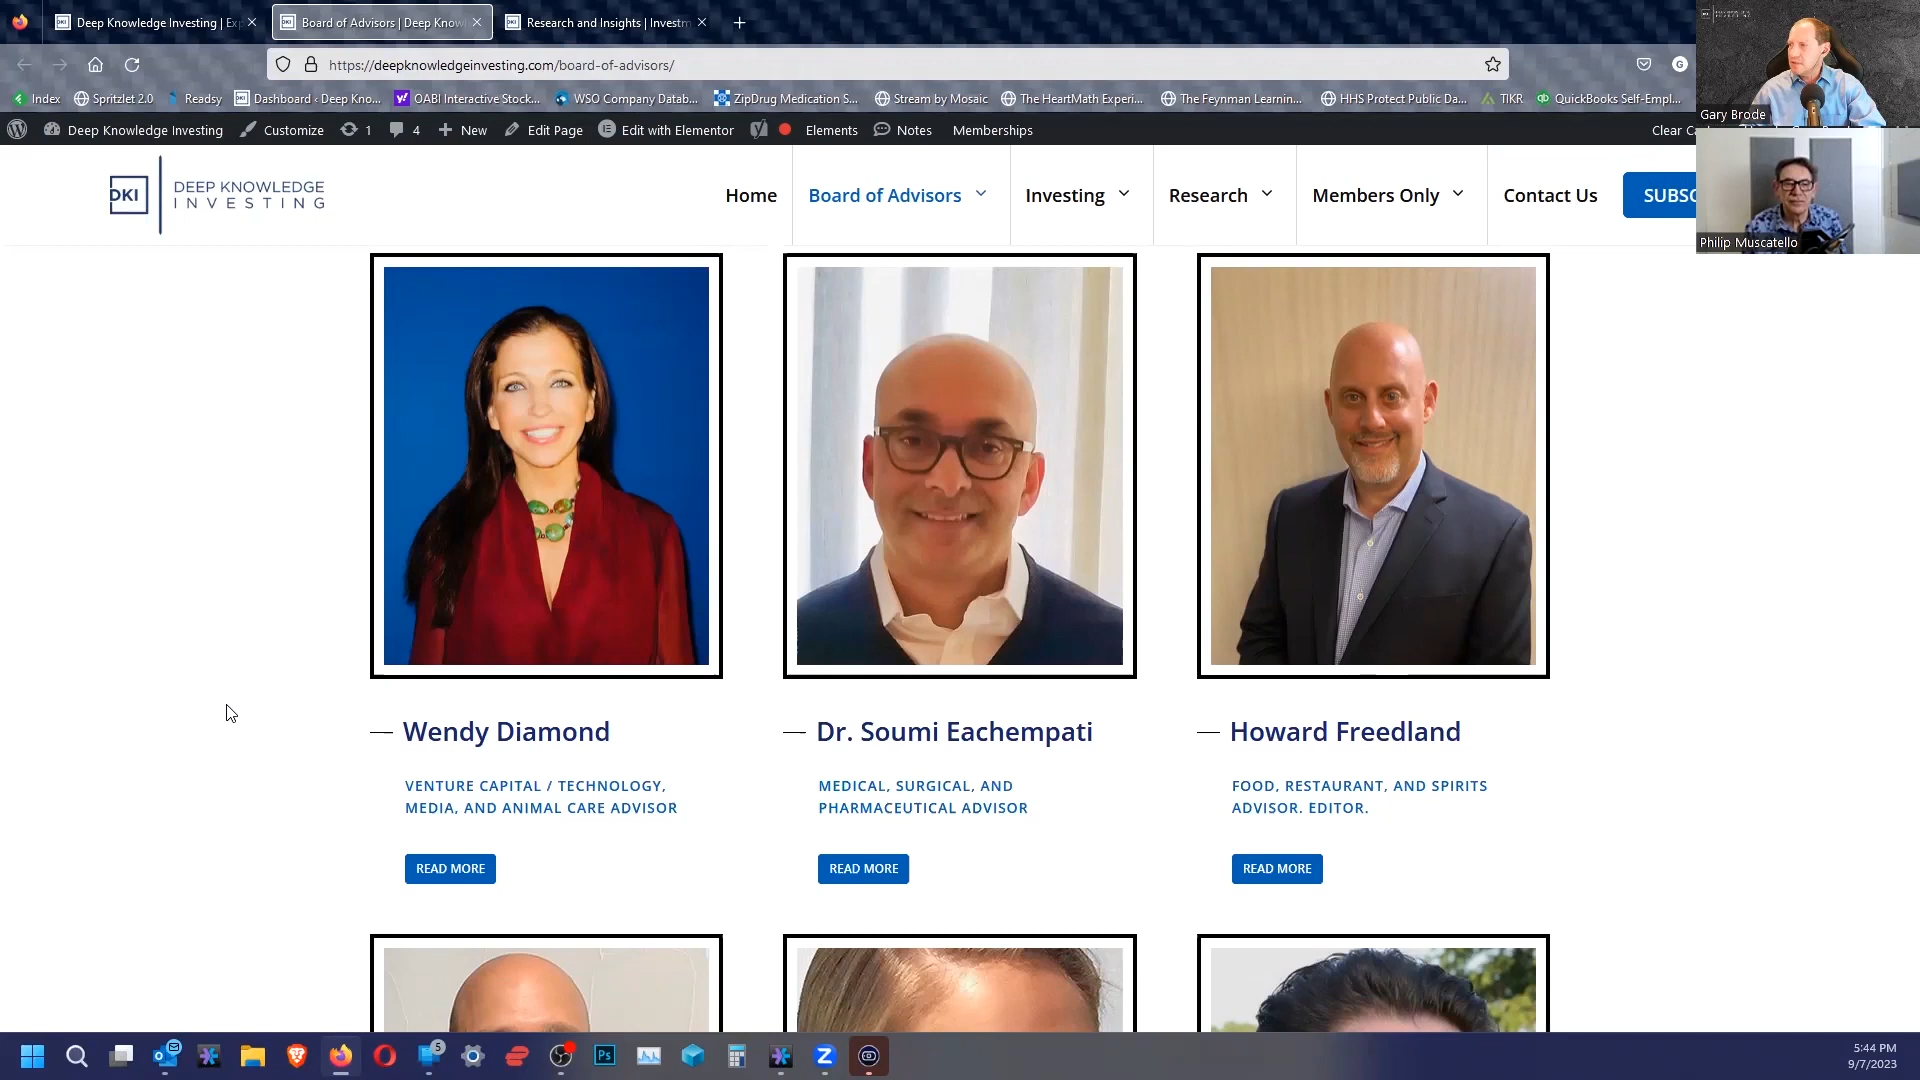 Deep Knowledge Investing | Ex
Board of Advisors | Deep Know
Research and Insights | Investm
https://deepknowledgeinvesting.com/board-of-advisors/
G
Index
Spritzlet 2.0
Readsy
Dashboard ‹ Deep Kno...
OABI Interactive Stock...
WSO Company Datab...
ZipDrug Medication S...
Stream by Mosaic
The HeartMath Experi...
The Feynman Learnin...
HHS Protect Public Da...
TIKR
QuickBooks Self-Empl...
Gary Brode
Deep Knowledge Investing
Customize
1
4
New
Edit Page
Edit with Elementor
Elements
Notes
Memberships
Clear Ca
DKI
DEEP KNOWLEDGE
INVESTING
Home
Board of Advisors
Investing
Research
Members Only
Contact Us
SUBSC
Philip Muscatello
Wendy Diamond
VENTURE CAPITAL / TECHNOLOGY,
MEDIA, AND ANIMAL CARE ADVISOR
READ MORE
Dr. Soumi Eachempati
MEDICAL, SURGICAL, AND
PHARMACEUTICAL ADVISOR
READ MORE
Howard Freedland
FOOD, RESTAURANT, AND SPIRITS
ADVISOR. EDITOR.
READ MORE
5
Ps
Z
5:44 PM
9/7/2023